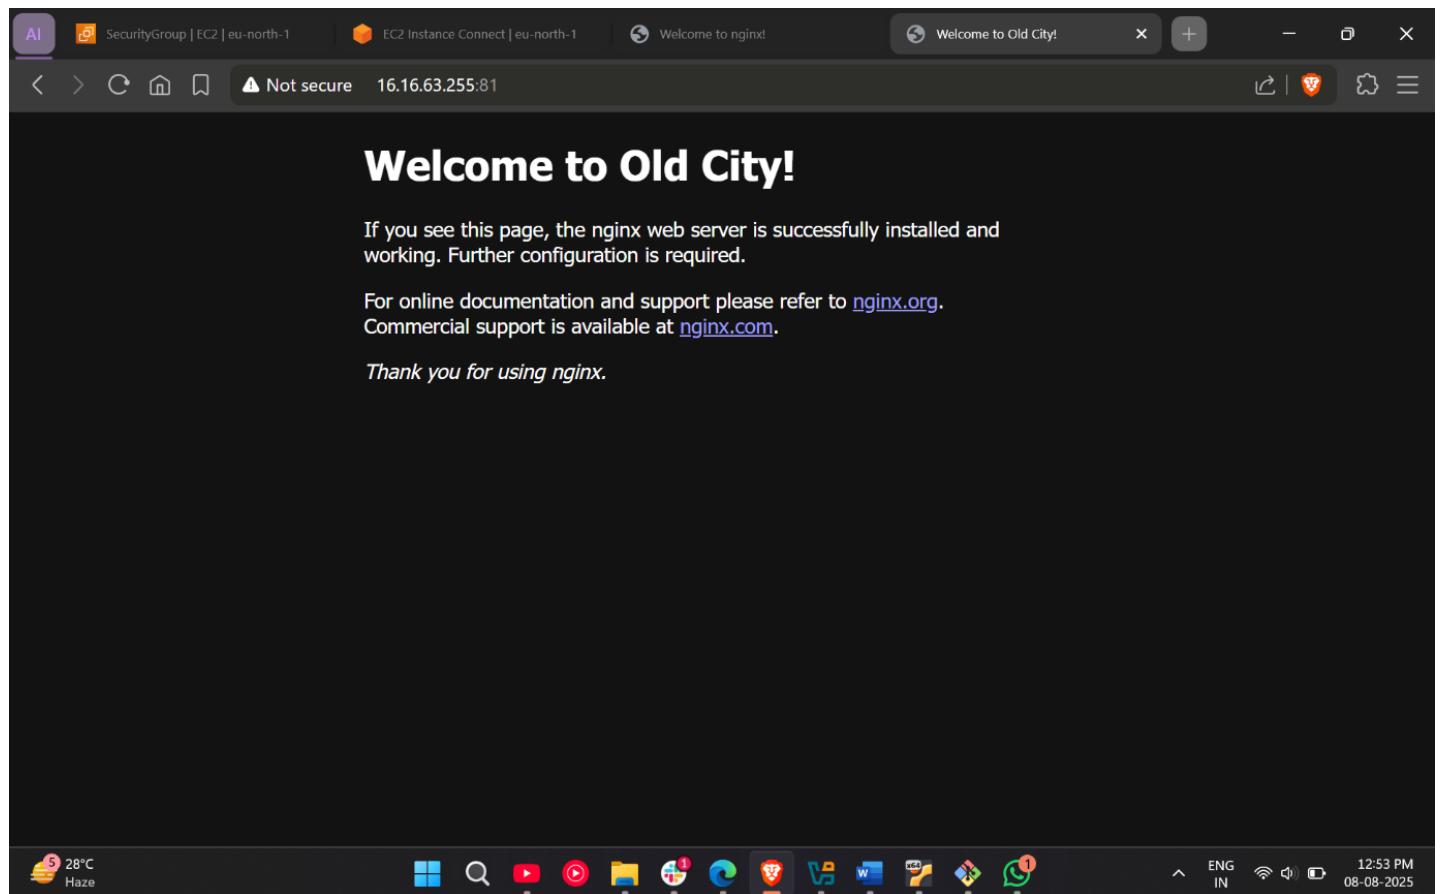 AI
SecurityGroup | EC2 | eu-north-1
EC2 Instance Connect | eu-north-1
Welcome to nginx!
Welcome to Old City!
Not secure 16.16.63.255:81
Welcome to Old City!
If you see this page, the nginx web server is successfully installed and
working. Further configuration is required.
For online documentation and support please refer to nginx.org.
Commercial support is available at nginx.com.
Thank you for using nginx.
5
28°C
Haze
1
W
X64
1
ENG
IN
12:53 PM
08-08-2025